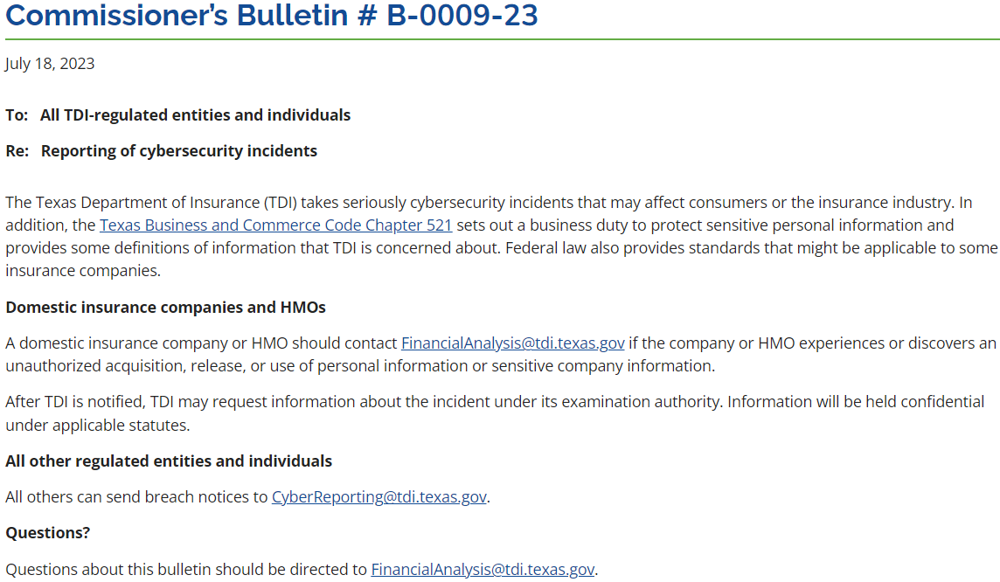 Commissioner’s Bulletin # B-0009-23
July 18, 2023
To: All TDI-regulated entities and individuals
Re: Reporting of cybersecurity incidents
The Texas Department of Insurance (TDI) takes seriously cybersecurity incidents that may affect consumers or the insurance industry. In
addition, the Texas Business and Commerce Code Chapter 521 sets out a business duty to protect sensitive personal information and
provides some definitions of information that TDI is concerned about. Federal law also provides standards that might be applicable to some
insurance companies.
Domestic insurance companies and HMOs
A domestic insurance company or HMO should contact FinancialAnalysis@tdi.texas.gov if the company or HMO experiences or discovers an
unauthorized acquisition, release, or use of personal information or sensitive company information.
After TDI is notified, TDI may request information about the incident under its examination authority. Information will be held confidential
under applicable statutes.
All other regulated entities and individuals
All others can send breach notices to CyberReporting@tdi.texas.gov.
Questions?
Questions about this bulletin should be directed to FinancialAnalysis@tdi.texas.gov.